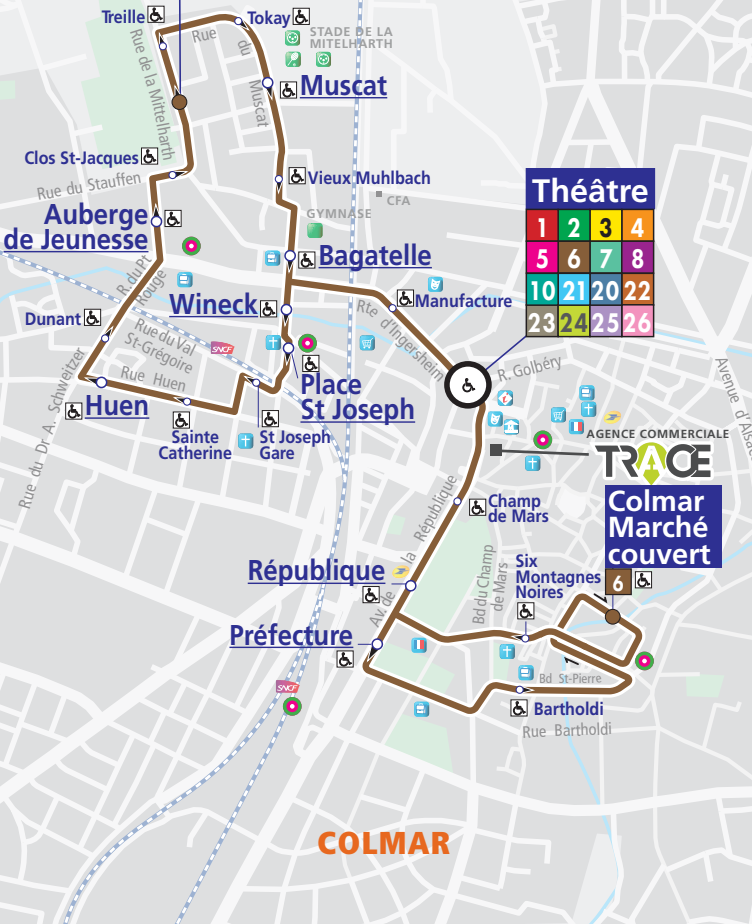 Treille
Tokay
Rue
du
Muscat
STADE DE LA
MITELHARTH
Muscat
Rue de la Mittelharth
Clos St-Jacques
Rue du Stauffen
Vieux Muhlbach
CFA
GYMNASE
Auberge
de Jeunesse
Bagatelle
Théâtre
1 2 3 4
5 6 7 8
10 21 20 22
23 24 25 26
R. du Pt
Rouge
Wineck
Manufacture
Rte d'Ingersheim
Dunant
Rue du Val
St-Grégoire
SNCF
Rue Huen
Place
St Joseph
R. Golbéry
Avenue d'Alsac
Huen
Rue du Dr A. Schweitzer
Sainte
Catherine
St Joseph
Gare
AGENCE COMMERCIALE
TRACE
Colmar
Marché
couvert
6
Champ
de Mars
Av. de la République
République
Bd du Champ
de Mars
Six
Montagnes
Noires
Préfecture
SNCF
Bd St-Pierre
Bartholdi
Rue Bartholdi
COLMAR